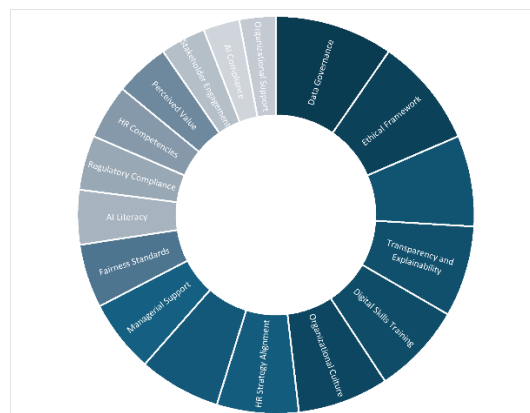 Data Governance
Ethical Framework
Transparency and
Explainability
Digital Skills Training
Organizational Culture
HR Strategy Alignment
Managerial Support
Fairness Standards
AI Literacy
Regulatory Compliance
HR Competencies
Perceived Value
Stakeholder Engagement
AI Compliance
Organizational Support